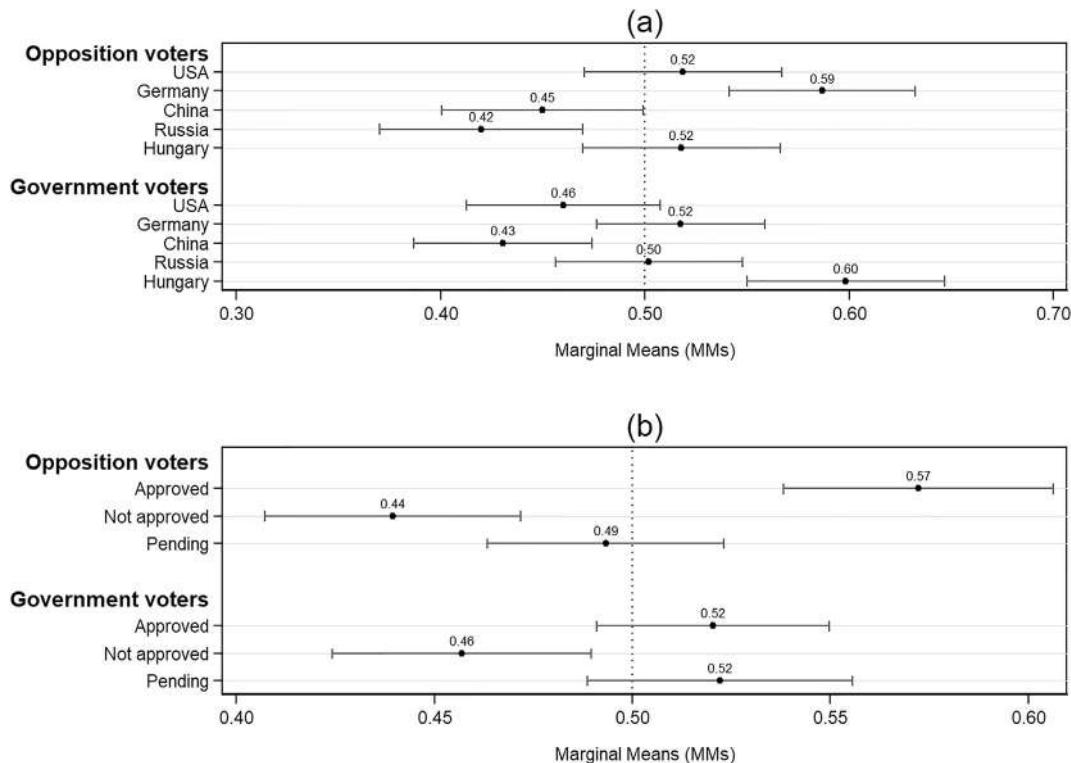 (a)
Opposition voters
USA 0.52
Germany 0.59
China 0.45
Russia 0.42
Hungary 0.52
Government voters
USA 0.46
Germany 0.52
China 0.43
Russia 0.50
Hungary 0.60
0.30 0.40 0.50 0.60 0.70
Marginal Means (MMs)
(b)
Opposition voters
Approved 0.57
Not approved 0.44
Pending 0.49
Government voters
Approved 0.52
Not approved 0.46
Pending 0.52
0.40 0.45 0.50 0.55 0.60
Marginal Means (MMs)